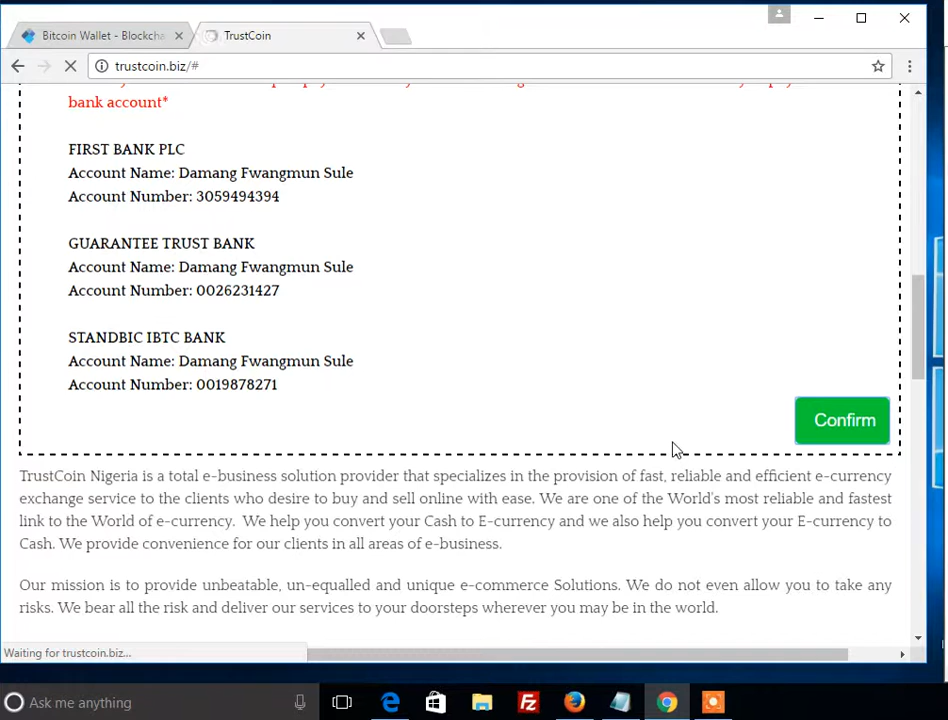 Bitcoin Wallet - Blockcha
TrustCoin
trustcoin.biz/#
bank account*
FIRST BANK PLC
Account Name: Damang Fwangmun Sule
Account Number: 3059494394
GUARANTEE TRUST BANK
Account Name: Damang Fwangmun Sule
Account Number: 0026231427
STANDBIC IBTC BANK
Account Name: Damang Fwangmun Sule
Account Number: 0019878271
Confirm
TrustCoin Nigeria is a total e-business solution provider that specializes in the provision of fast, reliable and efficient e-currency
exchange service to the clients who desire to buy and sell online with ease. We are one of the World's most reliable and fastest
link to the World of e-currency. We help you convert your Cash to E-currency and we also help you convert your E-currency to
Cash. We provide convenience for our clients in all areas of e-business.
Our mission is to provide unbeatable, un-equalled and unique e-commerce Solutions. We do not even allow you to take any
risks. We bear all the risk and deliver our services to your doorsteps wherever you may be in the world.
Waiting for trustcoin.biz...
Ask me anything